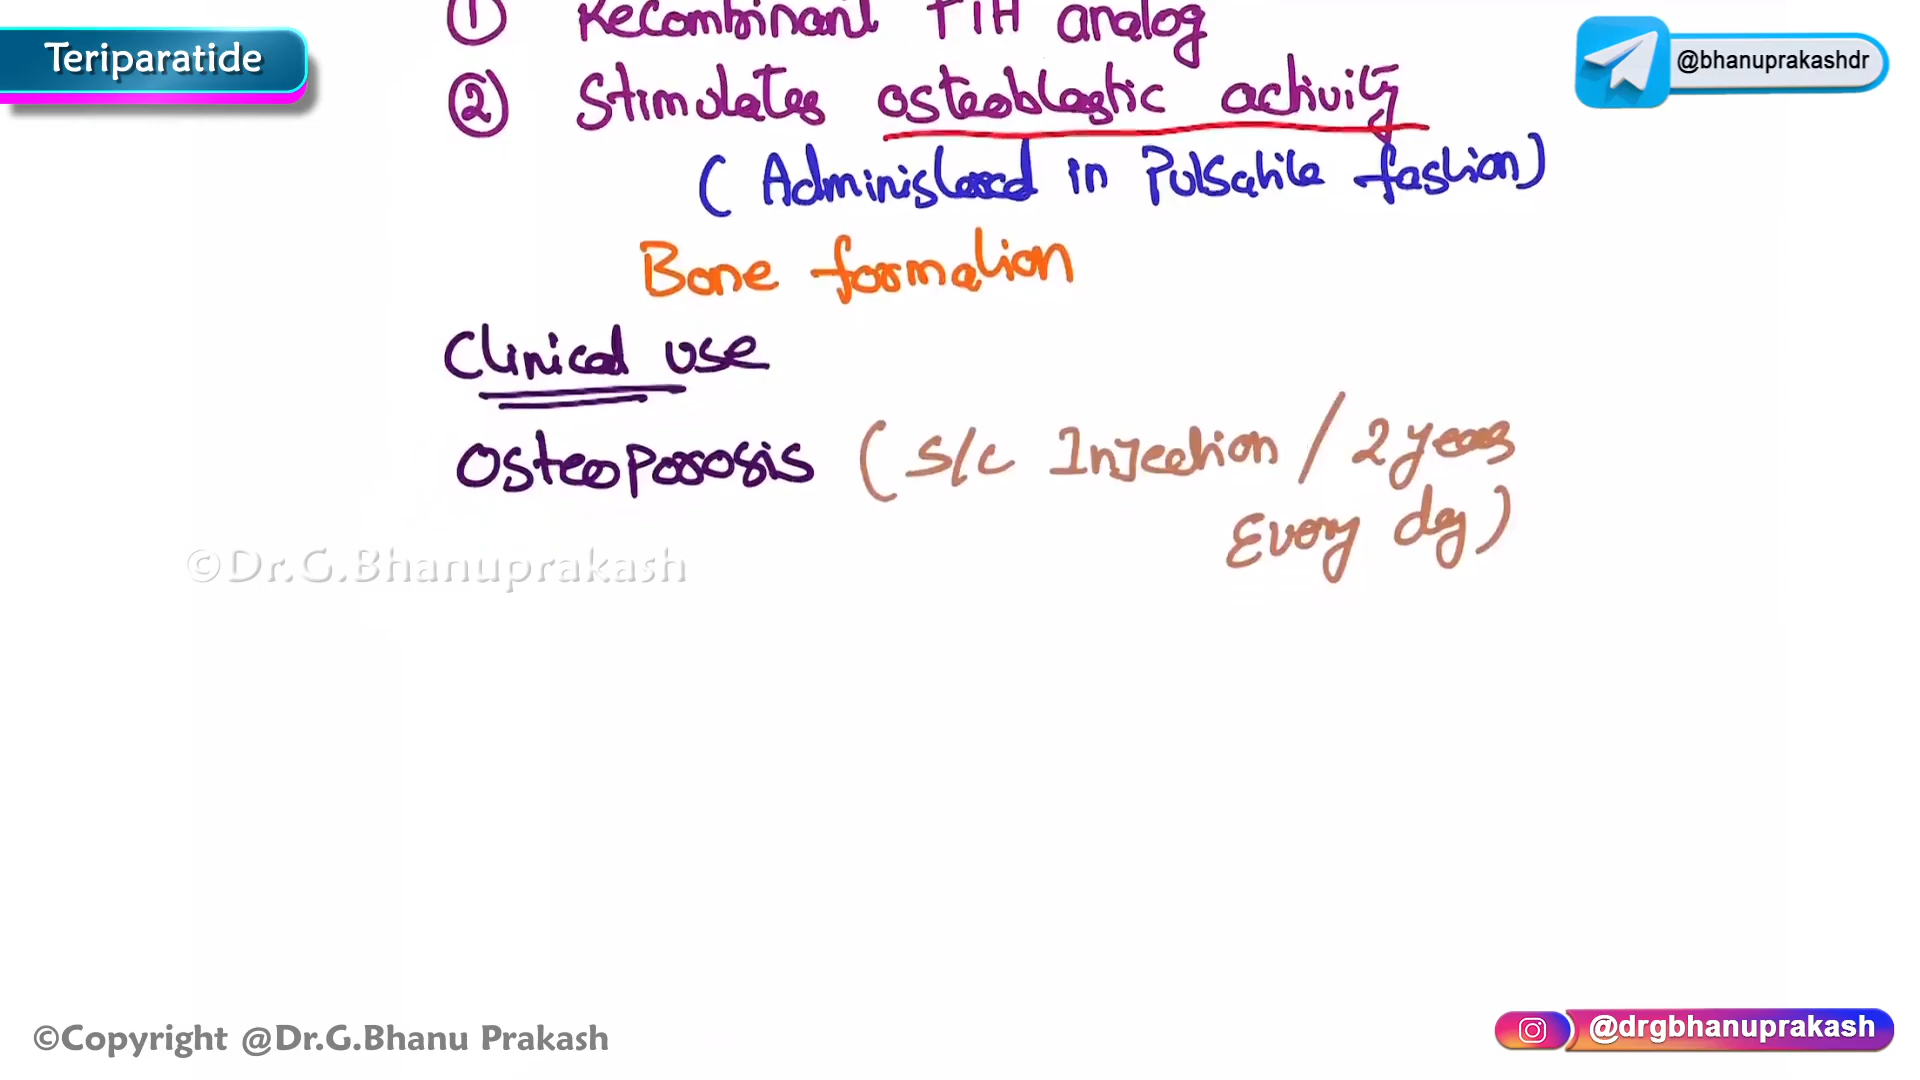 Teriparatide
① Recombinant PTH analog
② Stimulates osteoblastic activity
(Administered in Pulsatile fashion)
Bone formation
Clinical use
Osteoporosis (S/C Injection / 2 years
Every day)
@bhanuprakashdr
©Dr.G.Bhanuprakash
©Copyright @Dr.G.Bhanu Prakash
@drgbhanuprakash